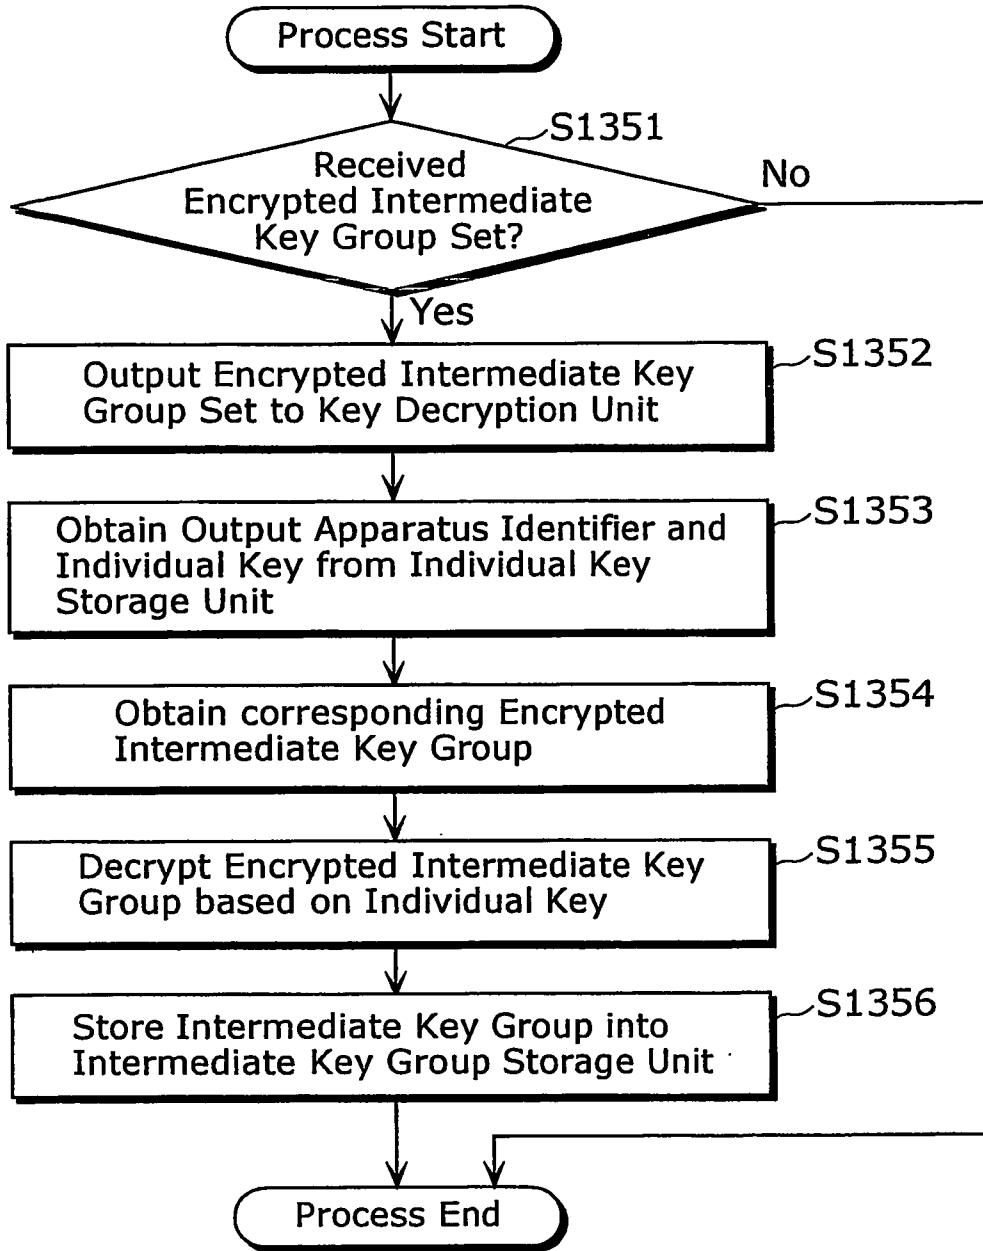 Process Start
S1351
Received
Encrypted Intermediate
Key Group Set?
No
Yes
S1352
Output Encrypted Intermediate Key
Group Set to Key Decryption Unit
S1353
Obtain Output Apparatus Identifier and
Individual Key from Individual Key
Storage Unit
S1354
Obtain corresponding Encrypted
Intermediate Key Group
S1355
Decrypt Encrypted Intermediate Key
Group based on Individual Key
S1356
Store Intermediate Key Group into
Intermediate Key Group Storage Unit
Process End